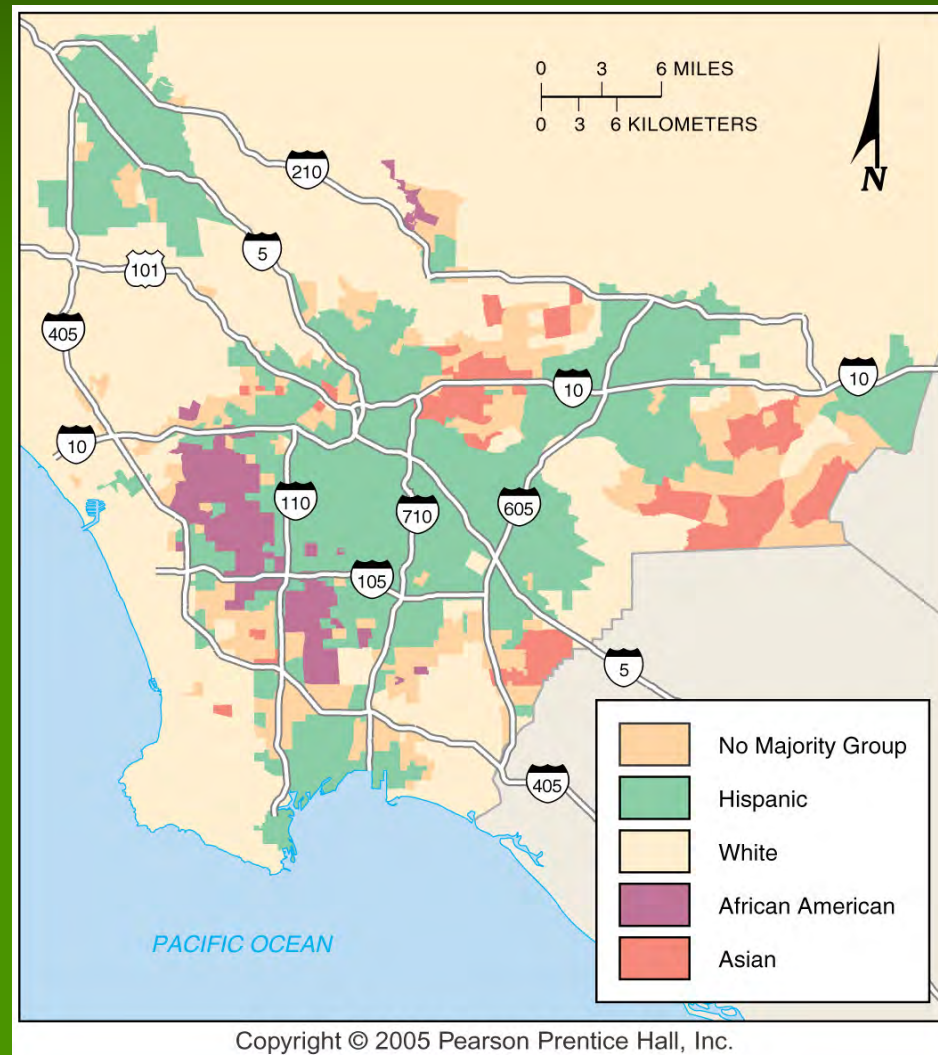 0 3 6 MILES
0 3 6 KILOMETERS
N
210
5
101
405
10
10
10
110
710
605
105
5
405
No Majority Group
Hispanic
White
African American
Asian
PACIFIC OCEAN
Copyright © 2005 Pearson Prentice Hall, Inc.